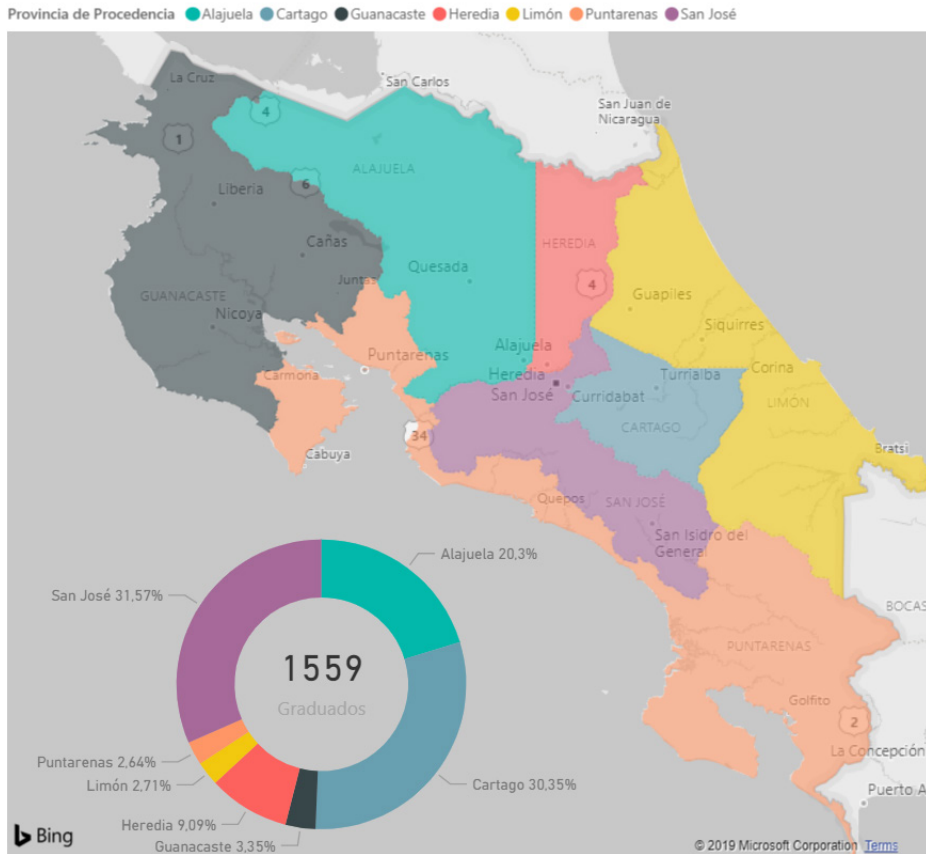 Provincia de Procedencia Alajuela Cartago Guanacaste Heredia Limón Puntarenas San José
La Cruz
San Carlos
4
San Juan de
Nicaragua
1
ALAJUELA
6
Liberia
Cañas
HEREDIA
Quesada
4
Juntas
GUANACASTE
Guapiles
Nicoya
Siquirres
Alajuela
Puntarenas
Corina
Carmona
Heredia
Turrialba
San José
Curridabat
LIMÓN
CARTAGO
34
Bratsi
Cabuya
Quepos
SAN JOSÉ
San Isidro del
General
Alajuela 20,3%
San José 31,57%
BOCAS
PUNTARENAS
1559
Graduados
Golfito
2
La Concepción
Puntarenas 2,64%
Limón 2,71%
Cartago 30,35%
Puerto A
Heredia 9,09%
Guanacaste 3,35%
Bing
© 2019 Microsoft Corporation Terms